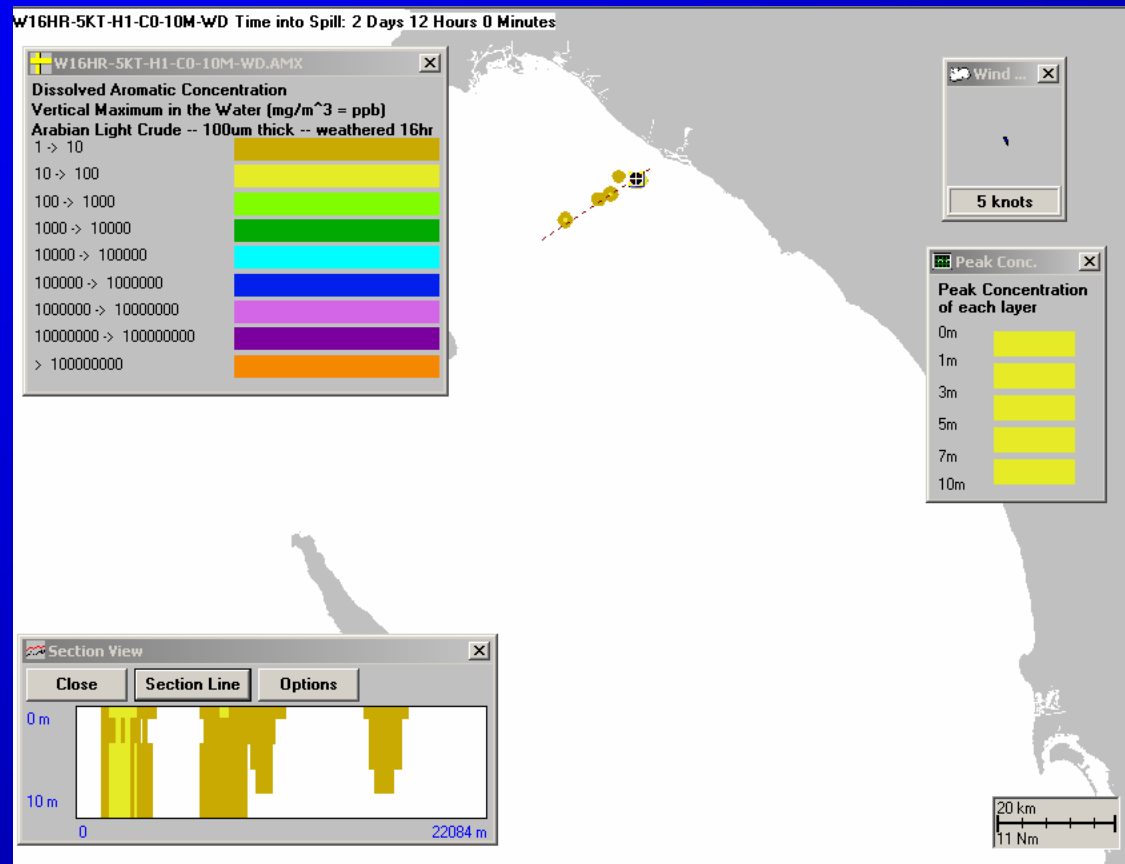 W16HR-5KT-H1-C0-10M-WD Time into Spill: 2 Days 12 Hours 0 Minutes
W16HR-5KT-H1-C0-10M-WD.AMX
Dissolved Aromatic Concentration
Vertical Maximum in the Water (mg/m^3 = ppb)
Arabian Light Crude -- 100um thick -- weathered 16hr
1 -> 10
10 -> 100
100 -> 1000
1000 -> 10000
10000 -> 100000
100000 -> 1000000
1000000 -> 10000000
10000000 -> 100000000
> 100000000
Wind ...
5 knots
Peak Conc.
Peak Concentration
of each layer
0m
1m
3m
5m
7m
10m
Section View
Close Section Line Options
0 m
10 m
0 22084 m
20 km
11 Nm